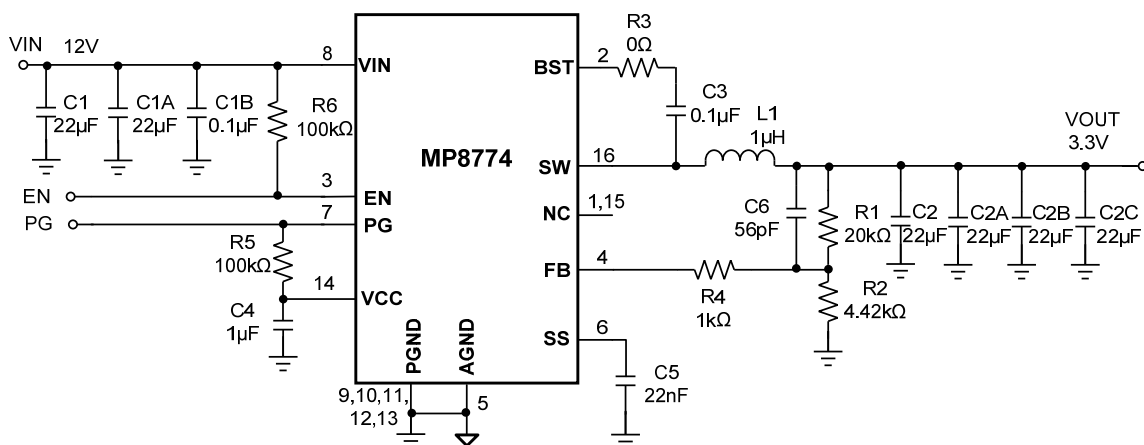 VIN 12V
8
VIN
C1
22µF
C1A
22µF
C1B
0.1µF
R6
100kΩ
EN
3
EN
PG
7
PG
R5
100kΩ
14
VCC
C4
1µF
MP8774
PGND
AGND
9,10,11,
12,13
5
BST
2
R3
0Ω
C3
0.1µF
SW
16
L1
1µH
VOUT
3.3V
NC
1,15
C6
56pF
R1
20kΩ
C2
22µF
C2A
22µF
C2B
22µF
C2C
22µF
FB
4
R4
1kΩ
R2
4.42kΩ
SS
6
C5
22nF